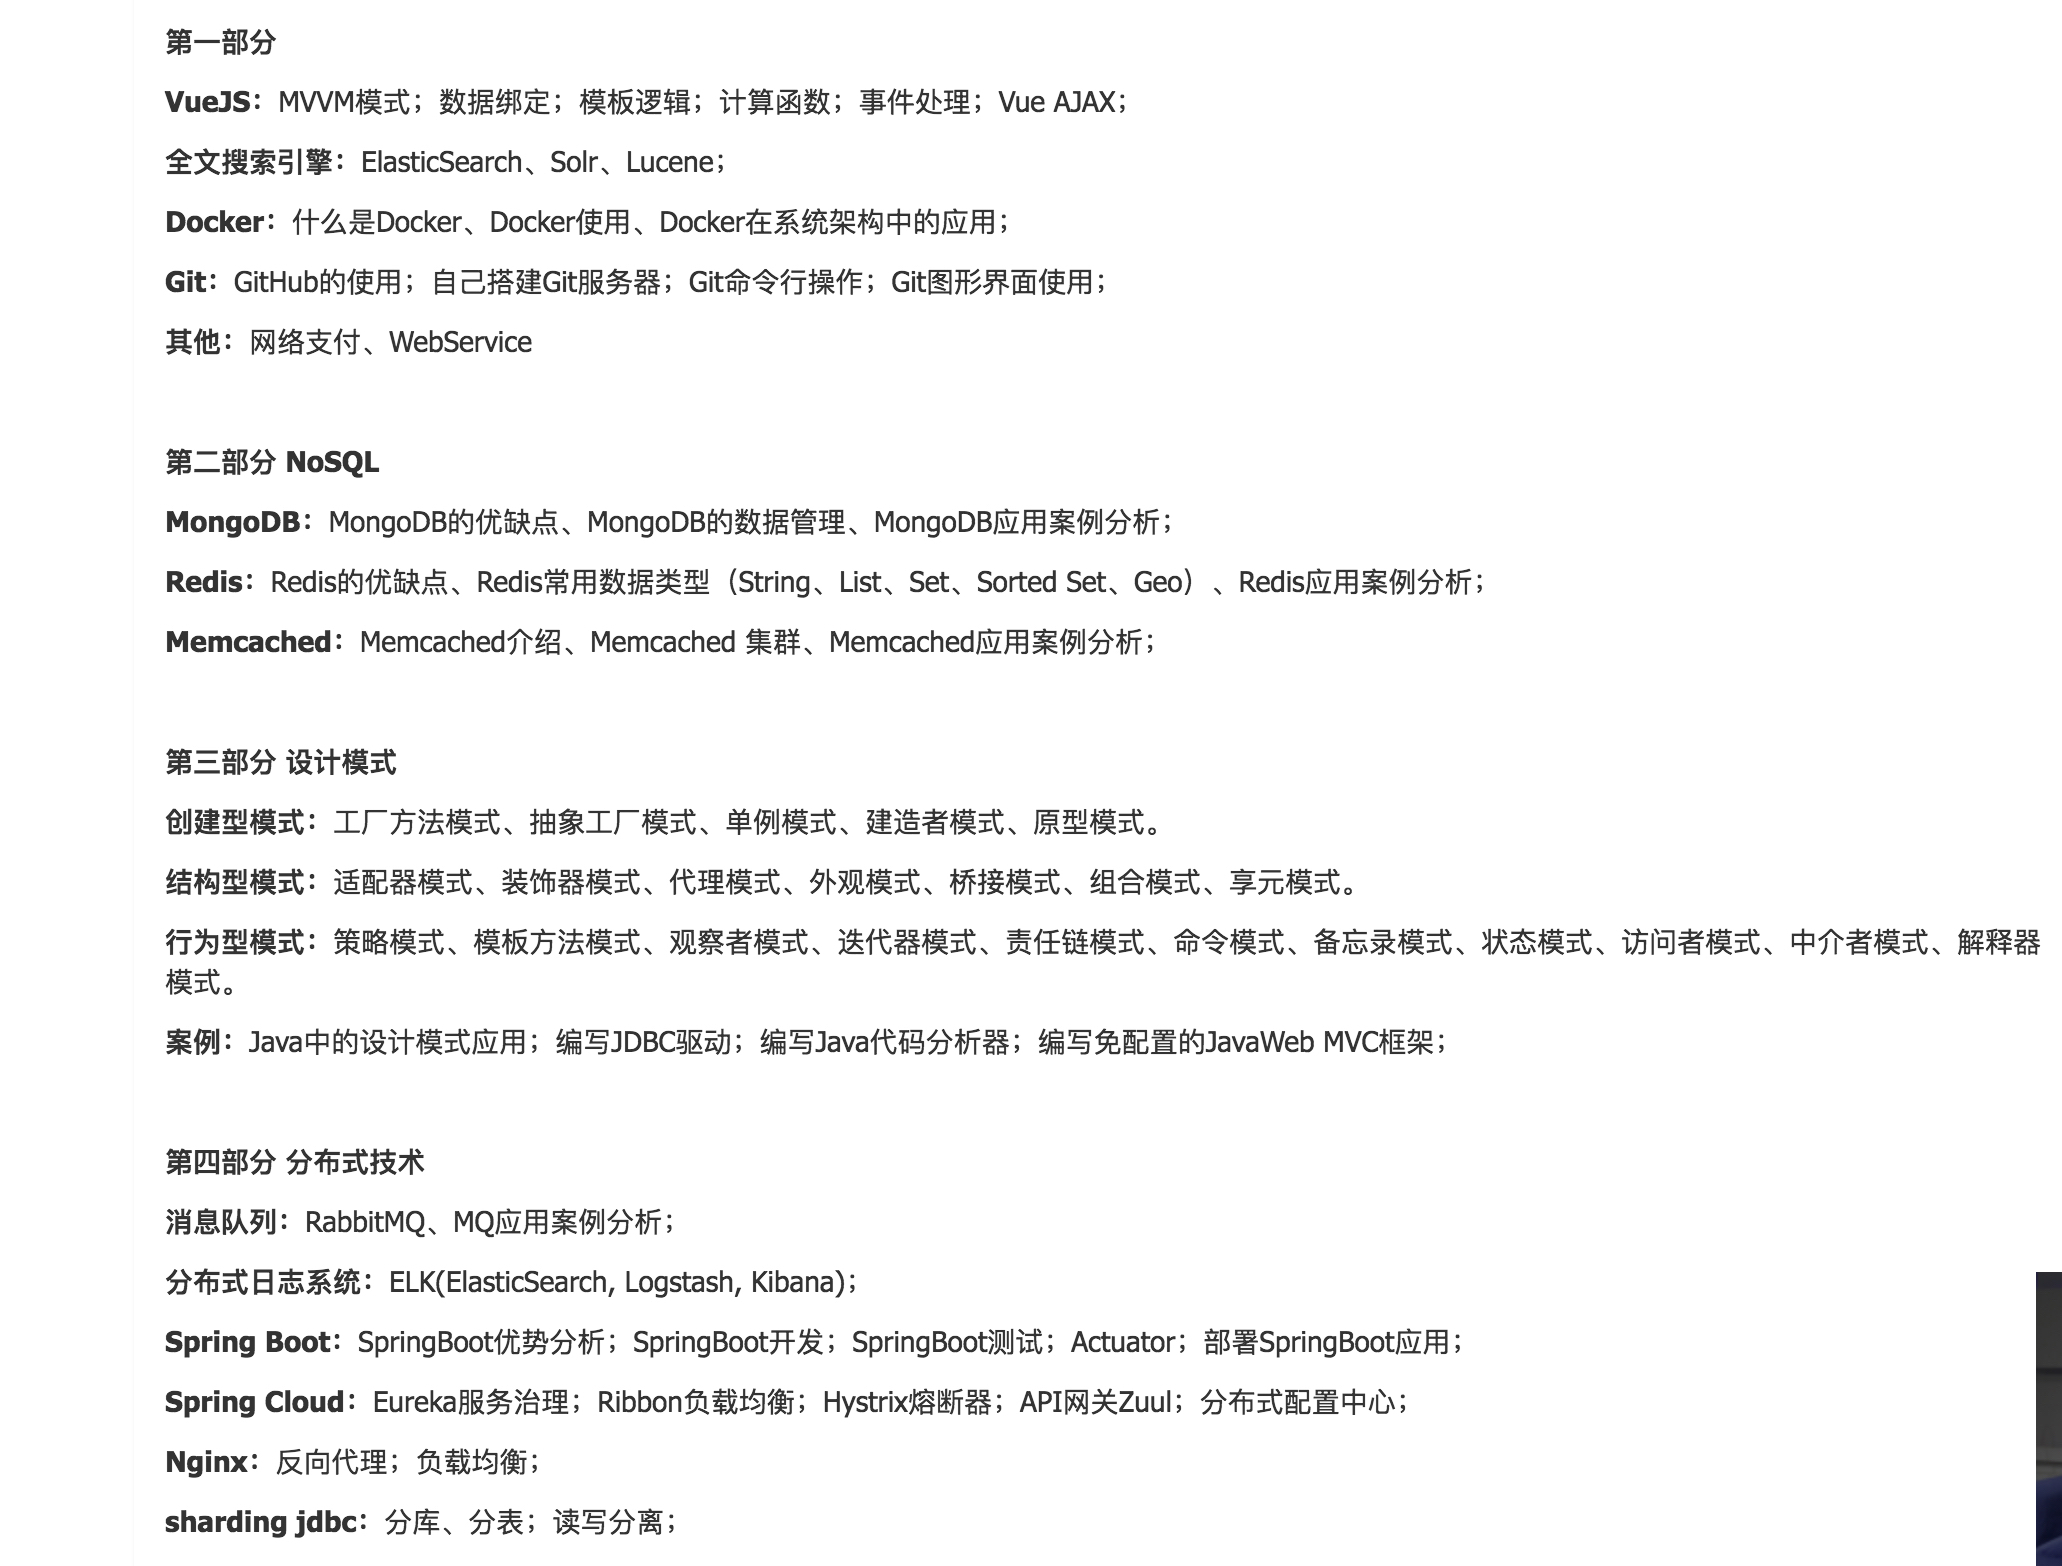 第一部分
VueJS：MVVM模式；数据绑定；模板逻辑；计算函数；事件处理；Vue AJAX；
全文搜索引擎：ElasticSearch、Solr、Lucene；
Docker：什么是Docker、Docker使用、Docker在系统架构中的应用；
Git：GitHub的使用；自己搭建Git服务器；Git命令行操作；Git图形界面使用；
其他：网络支付、WebService
第二部分 NoSQL
MongoDB：MongoDB的优缺点、MongoDB的数据管理、MongoDB应用案例分析；
Redis：Redis的优缺点、Redis常用数据类型（String、List、Set、Sorted Set、Geo）、Redis应用案例分析；
Memcached：Memcached介绍、Memcached 集群、Memcached应用案例分析；
第三部分 设计模式
创建型模式：工厂方法模式、抽象工厂模式、单例模式、建造者模式、原型模式。
结构型模式：适配器模式、装饰器模式、代理模式、外观模式、桥接模式、组合模式、享元模式。
行为型模式：策略模式、模板方法模式、观察者模式、迭代器模式、责任链模式、命令模式、备忘录模式、状态模式、访问者模式、中介者模式、解释器
模式。
案例：Java中的设计模式应用；编写JDBC驱动；编写Java代码分析器；编写免配置的JavaWeb MVC框架；
第四部分 分布式技术
消息队列：RabbitMQ、MQ应用案例分析；
分布式日志系统：ELK(ElasticSearch, Logstash, Kibana)；
Spring Boot：SpringBoot优势分析；SpringBoot开发；SpringBoot测试；Actuator；部署SpringBoot应用；
Spring Cloud：Eureka服务治理；Ribbon负载均衡；Hystrix熔断器；API网关Zuul；分布式配置中心；
Nginx：反向代理；负载均衡；
sharding jdbc：分库、分表；读写分离；